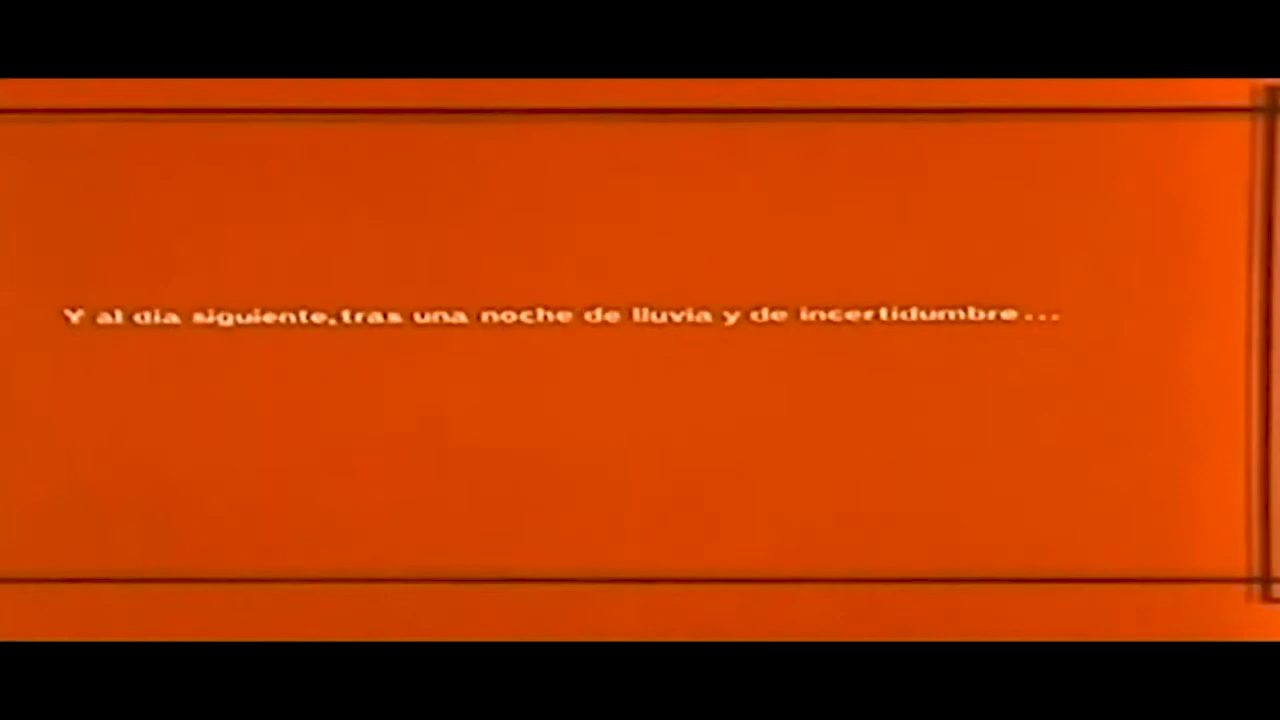 Y al dia siguiente, tras una noche de lluvia y de incertidumbre...